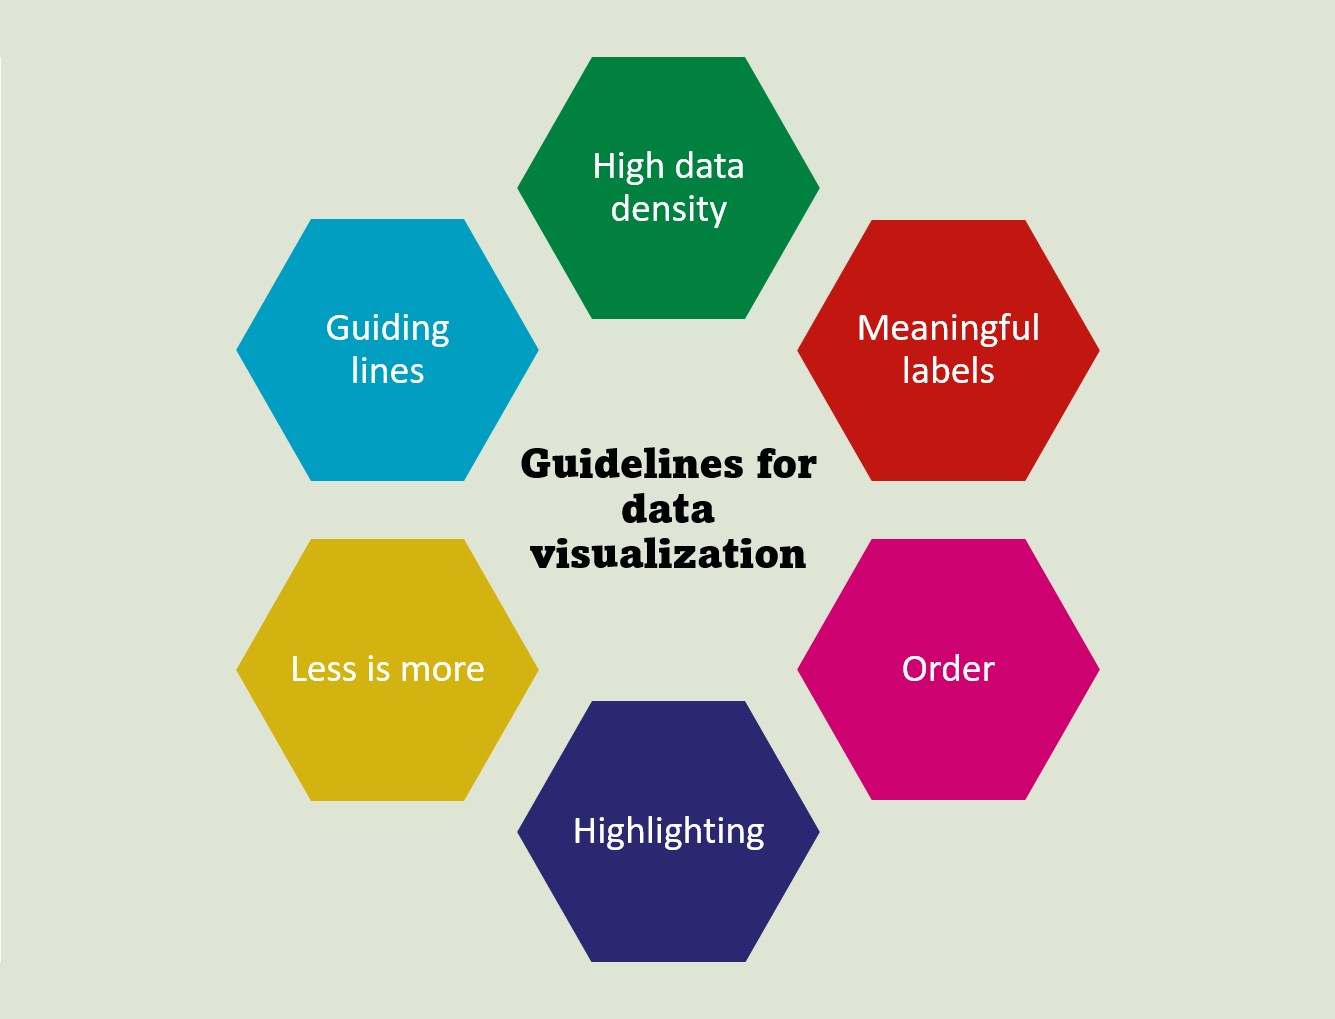 High data
density
Guiding
lines
Meaningful
labels
Guidelines for
data
visualization
Less is more
Order
Highlighting